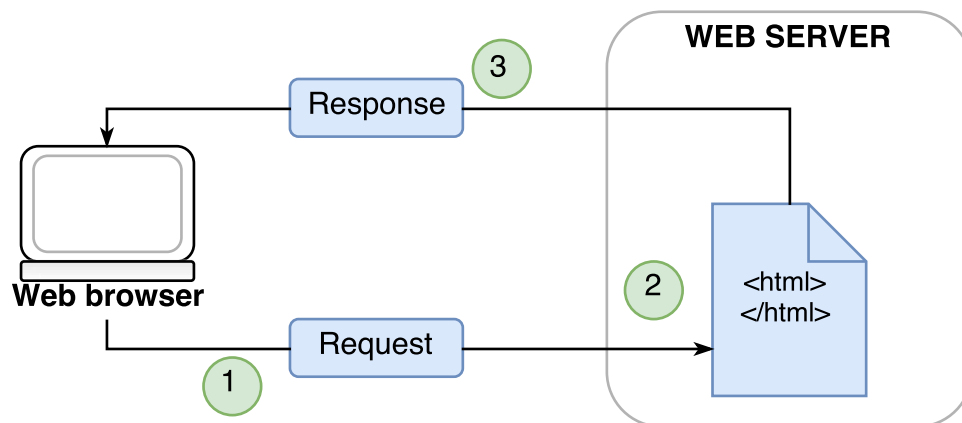 WEB SERVER
3
Response
Web browser
2
<html>
</html>
Request
1